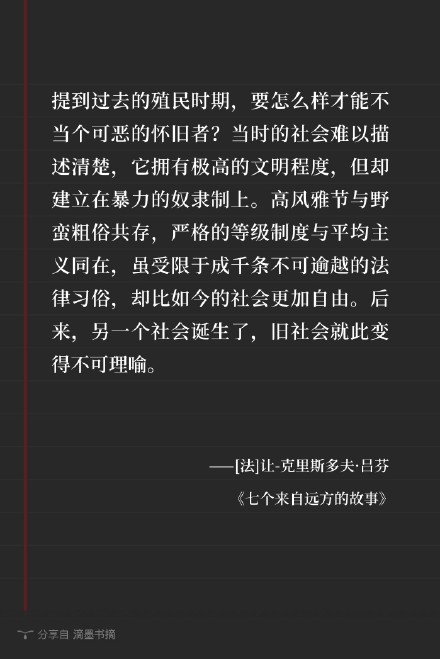 提到过去的殖民时期，要怎么样才能不
当个可恶的怀旧者？当时的社会难以描
述清楚，它拥有极高的文明程度，但却
建立在暴力的奴隶制上。高风雅节与野
蛮粗俗共存，严格的等级制度与平均主
义同在，虽受限于成千条不可逾越的法
律习俗，却比如今的社会更加自由。后
来，另一个社会诞生了，旧社会就此变
得不可理喻。
——[法]让-克里斯多夫·吕芬
《七个来自远方的故事》
分享自 滴墨书摘